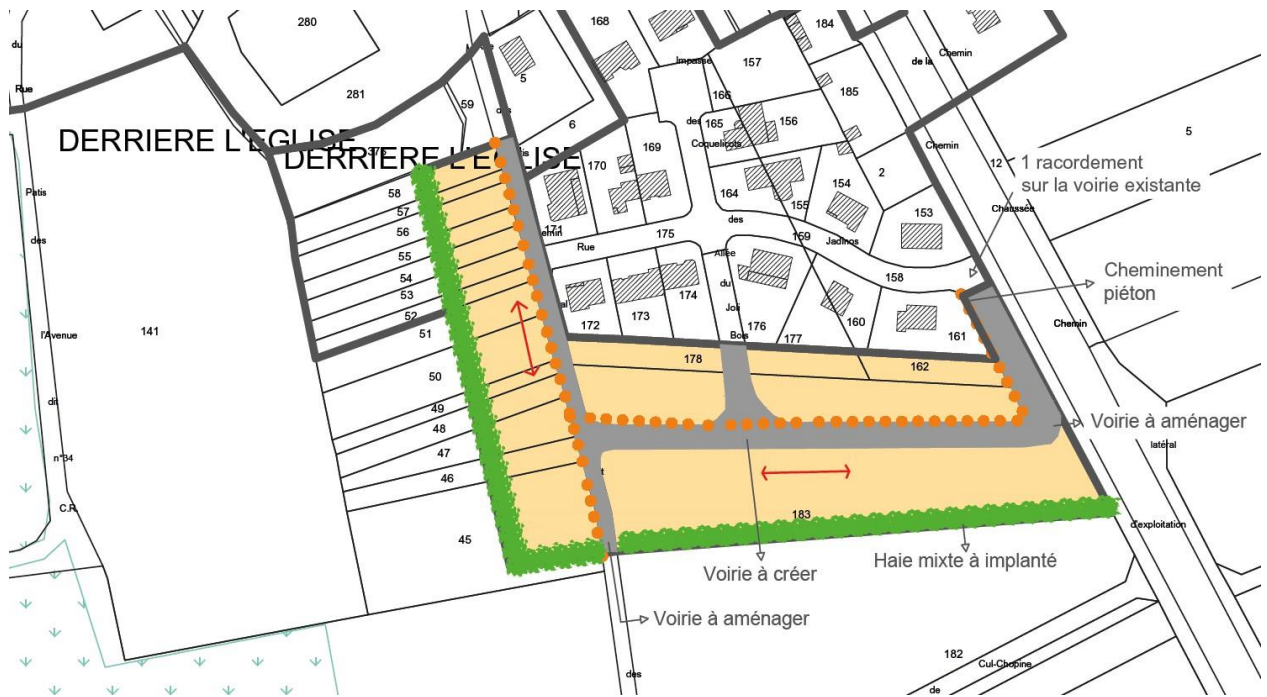 280
168
184
du
Rue
5
157
de la
Chemin
Impasse
281
59
des
166
185
6
des
165
156
Chemin
5
DERRIERE L'EGLISE
DERRIERE L'EGLISE
169
Coquelicots
170
12
1 racordement
sur la voirie existante
58
164
155
154
2
Patis
57
des
153
Chaussée
56
171
des
175
Rue
159
Jadinos
55
Allée
158
Cheminement
piéton
54
du
53
174
Joli
52
172
173
Bois
176
177
160
161
Chemin
141
l'Avenue
51
178
162
50
dit
49
Voirie à aménager
48
latéral
47
n°34
46
C.R.
183
45
d'exploitation
Voirie à créer
Haie mixte à implanté
Voirie à aménager
182
Cul-Chopine
des
de